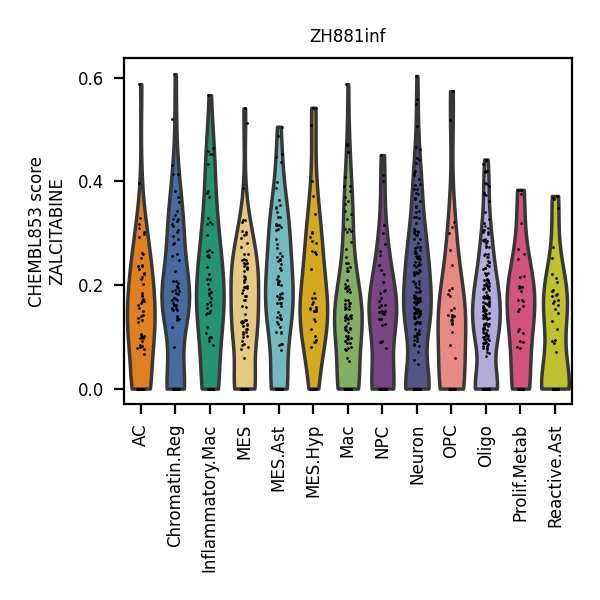 ZH881inf
CHEMBL853 score
ZALCITABINE
0.6
0.4
0.2
0.0
AC
Chromatin.Reg
Inflammatory.Mac
MES
MES.Ast
MES.Hyp
Mac
NPC
Neuron
OPC
Oligo
Prolif.Metab
Reactive.Ast